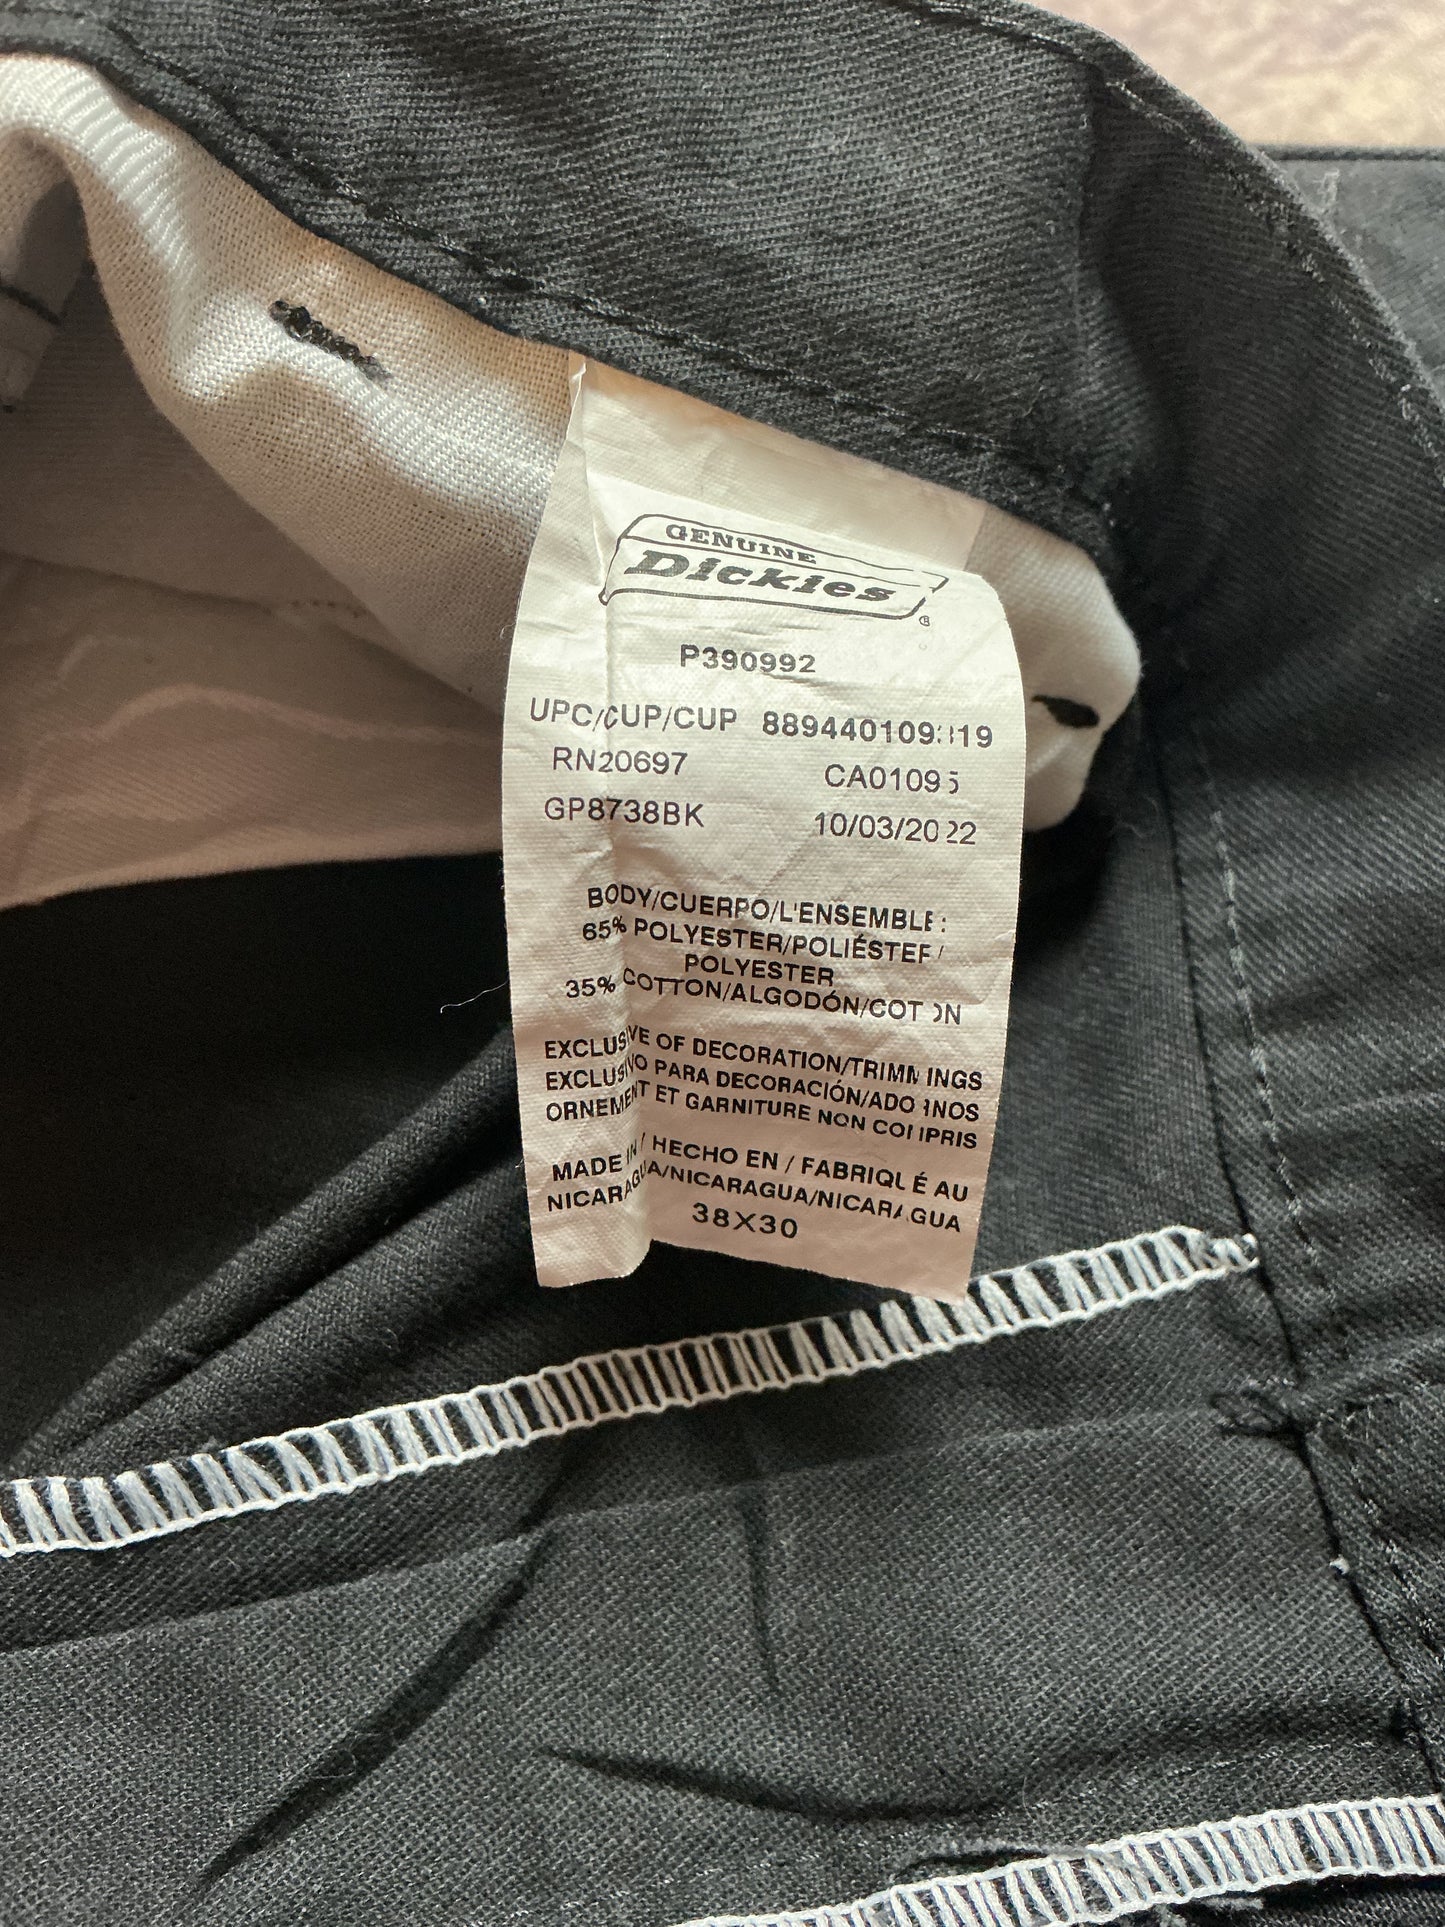 GENUINE
Dickies
P390992
UPC/CUP/CUP
RN20697 CA01095
GP8738BK 10/03/2022
BODY/CUERPO/L'ENSEMBLE:
65% POLYESTER/POLIÉSTER/
POLYESTER
35% COTTON/ALGODÓN/COTON
EXCLUSIVE OF DECORATION/TRIMMINGS
EXCLUSIVO PARA DECORACIÓN/ADORNOS
ORNEMENT ET GARNITURE NON COMPRIS
MADE IN / HECHO EN / FABRIQUÉ AU
NICARAGUA/NICARAGUA/NICARAGUA
38X30